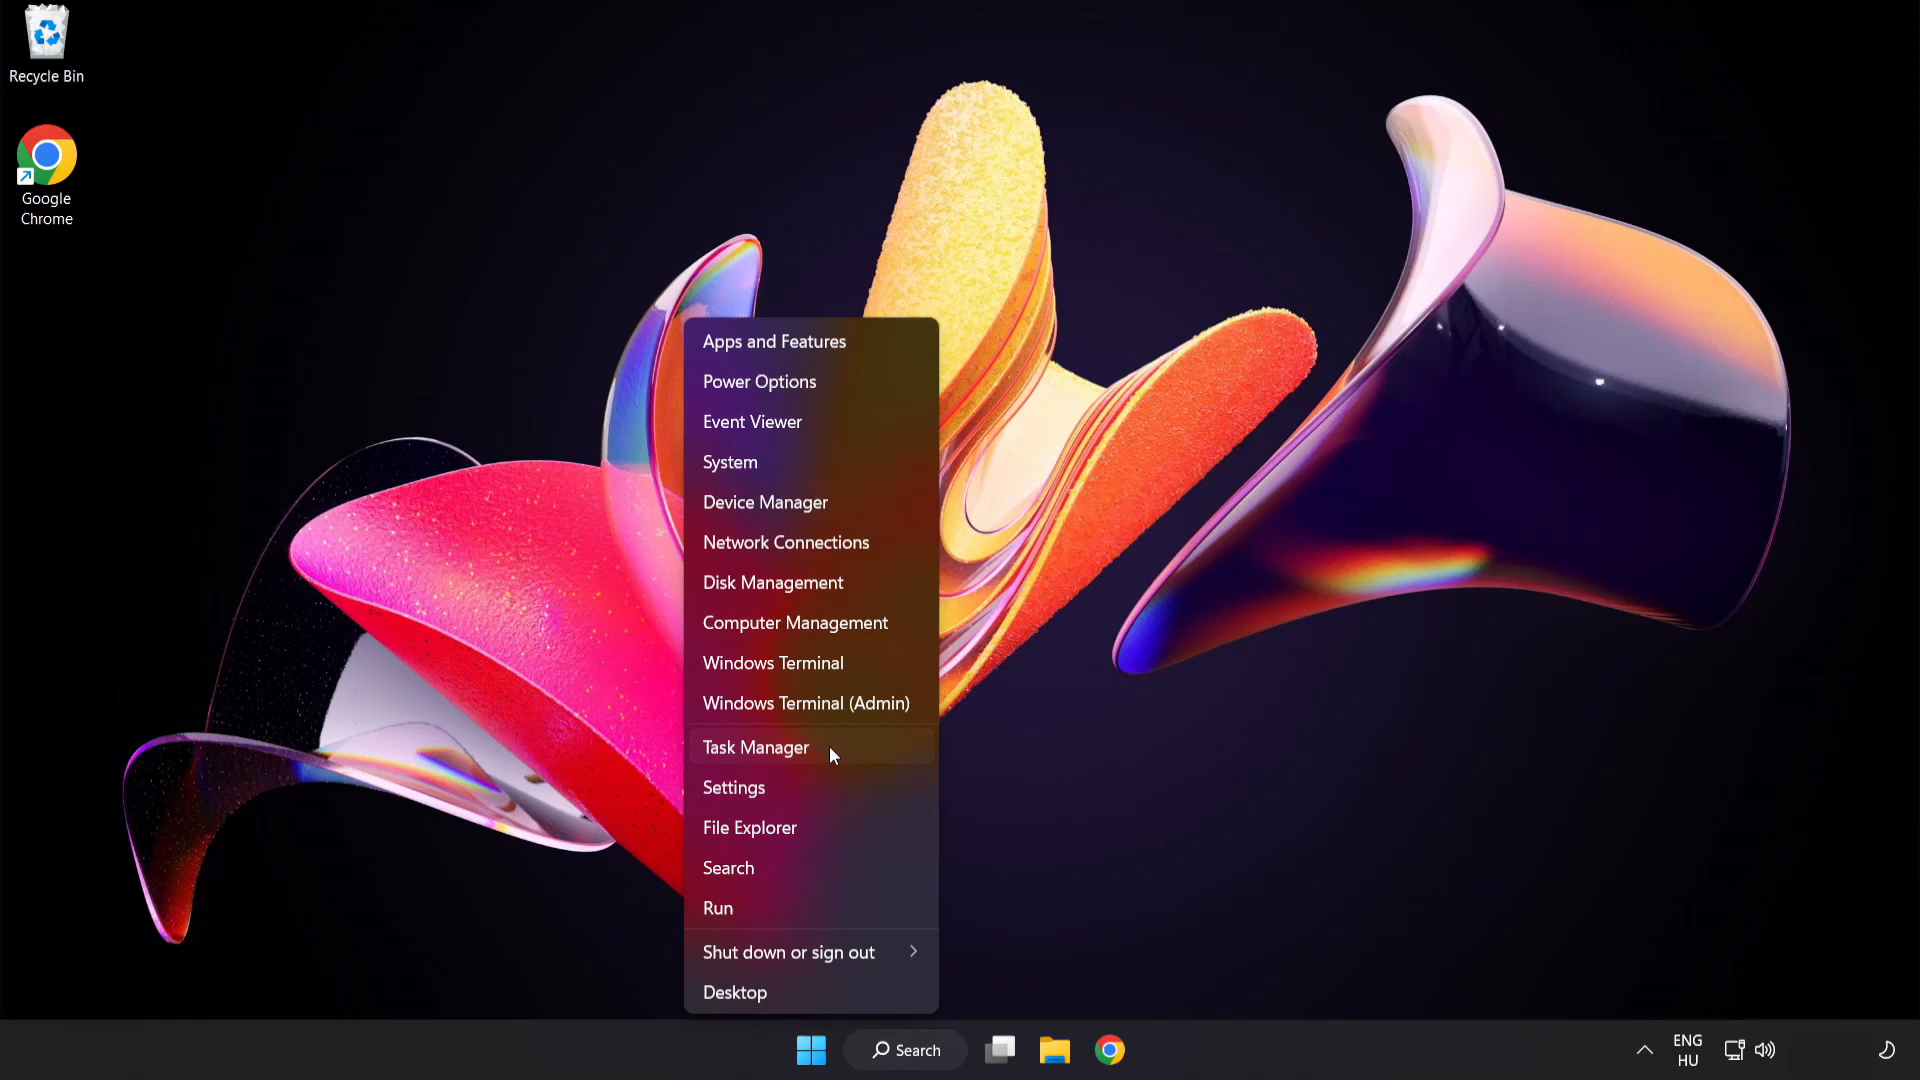 Recycle Bin
Google
Chrome
Apps and Features
Power Options
Event Viewer
System
Device Manager
Network Connections
Disk Management
Computer Management
Windows Terminal
Windows Terminal (Admin)
Task Manager
Settings
File Explorer
Search
Run
Shut down or sign out
Desktop
Search
ENG
HU